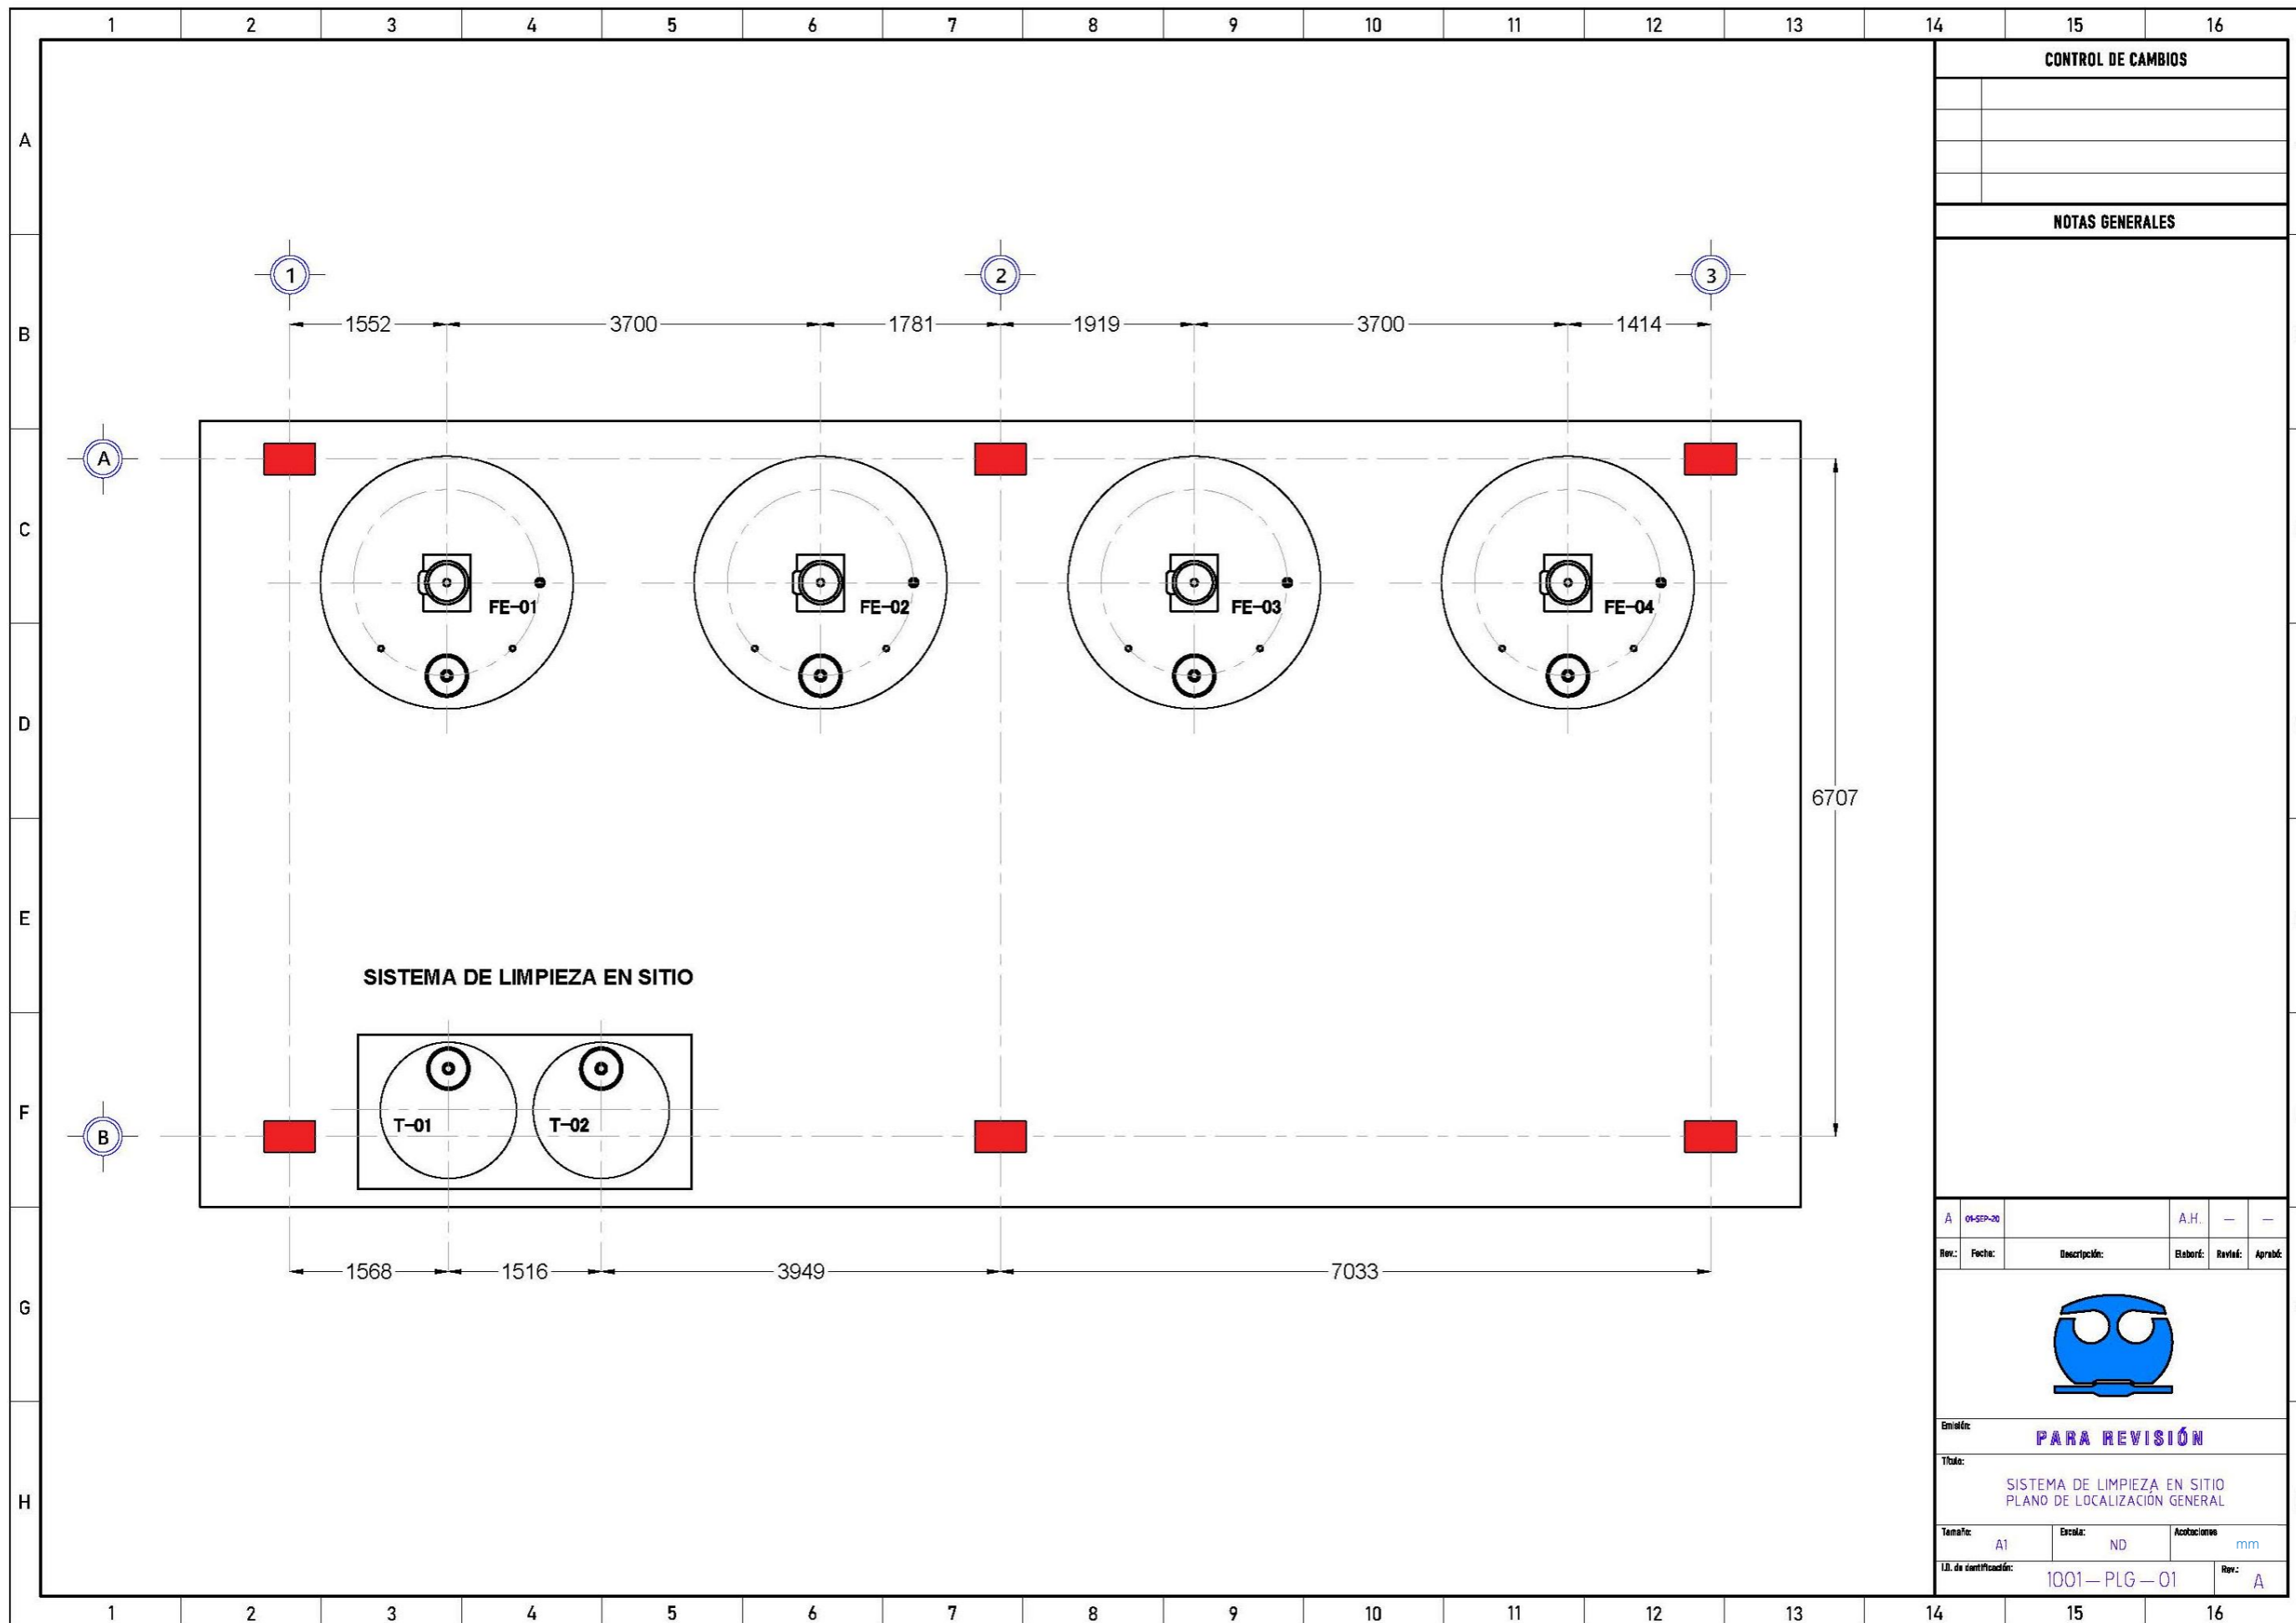 1 2 3 4 5 6 7 8 9 10 11 12 13 14 15 16
CONTROL DE CAMBIOS
A
NOTAS GENERALES
1 2 3
B
1552 3700 1781 1919 3700 1414
A
C
FE-01 FE-02 FE-03 FE-04
D
6707
E
SISTEMA DE LIMPIEZA EN SITIO
F
T-01 T-02
B
A 01-SEP-20 A.H. — —
Rev.: Fecha: Descripción: Elaboró: Revisó: Aprobó:
1568 1516 3949 7033
G
Emisión:
PARA REVISIÓN
Título:
SISTEMA DE LIMPIEZA EN SITIO
PLANO DE LOCALIZACIÓN GENERAL
H
Tamaño: Escala: Acotaciones
A1 ND mm
I.D. de dentificación: Rev.:
1001-PLG-01 A
1 2 3 4 5 6 7 8 9 10 11 12 13 14 15 16